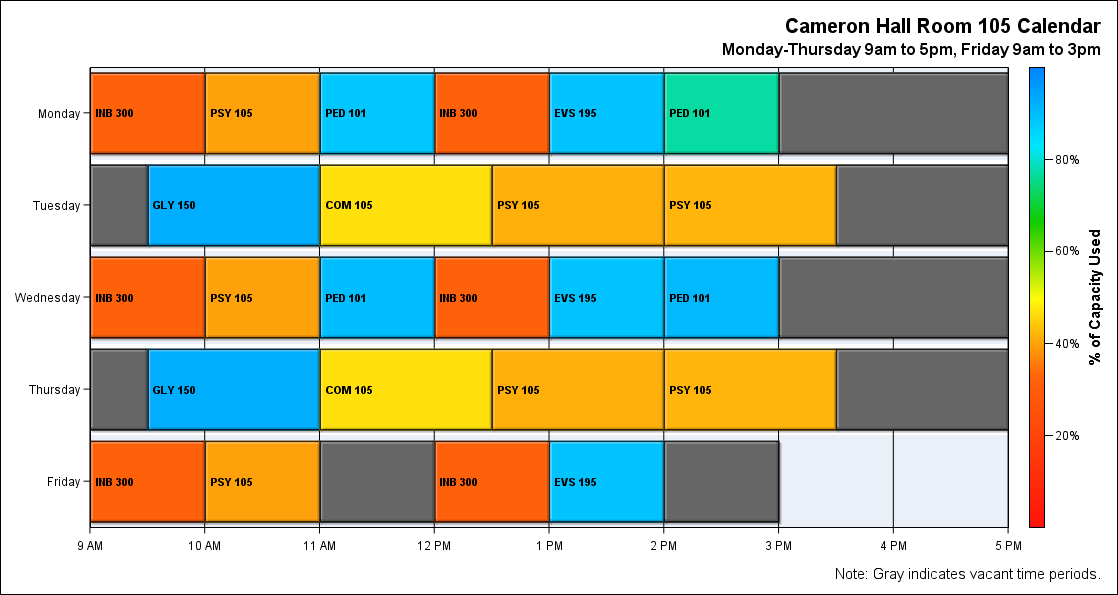 Cameron Hall Room 105 Calendar
Monday-Thursday 9am to 5pm, Friday 9am to 3pm
Monday INB 300 PSY 105 PED 101 INB 300 EVS 195 PED 101
Tuesday GLY 150 COM 105 PSY 105 PSY 105
Wednesday INB 300 PSY 105 PED 101 INB 300 EVS 195 PED 101
Thursday GLY 150 COM 105 PSY 105 PSY 105
Friday INB 300 PSY 105 INB 300 EVS 195
9 AM 10 AM 11 AM 12 PM 1 PM 2 PM 3 PM 4 PM 5 PM
80%
60%
40%
20%
% of Capacity Used
Note: Gray indicates vacant time periods.